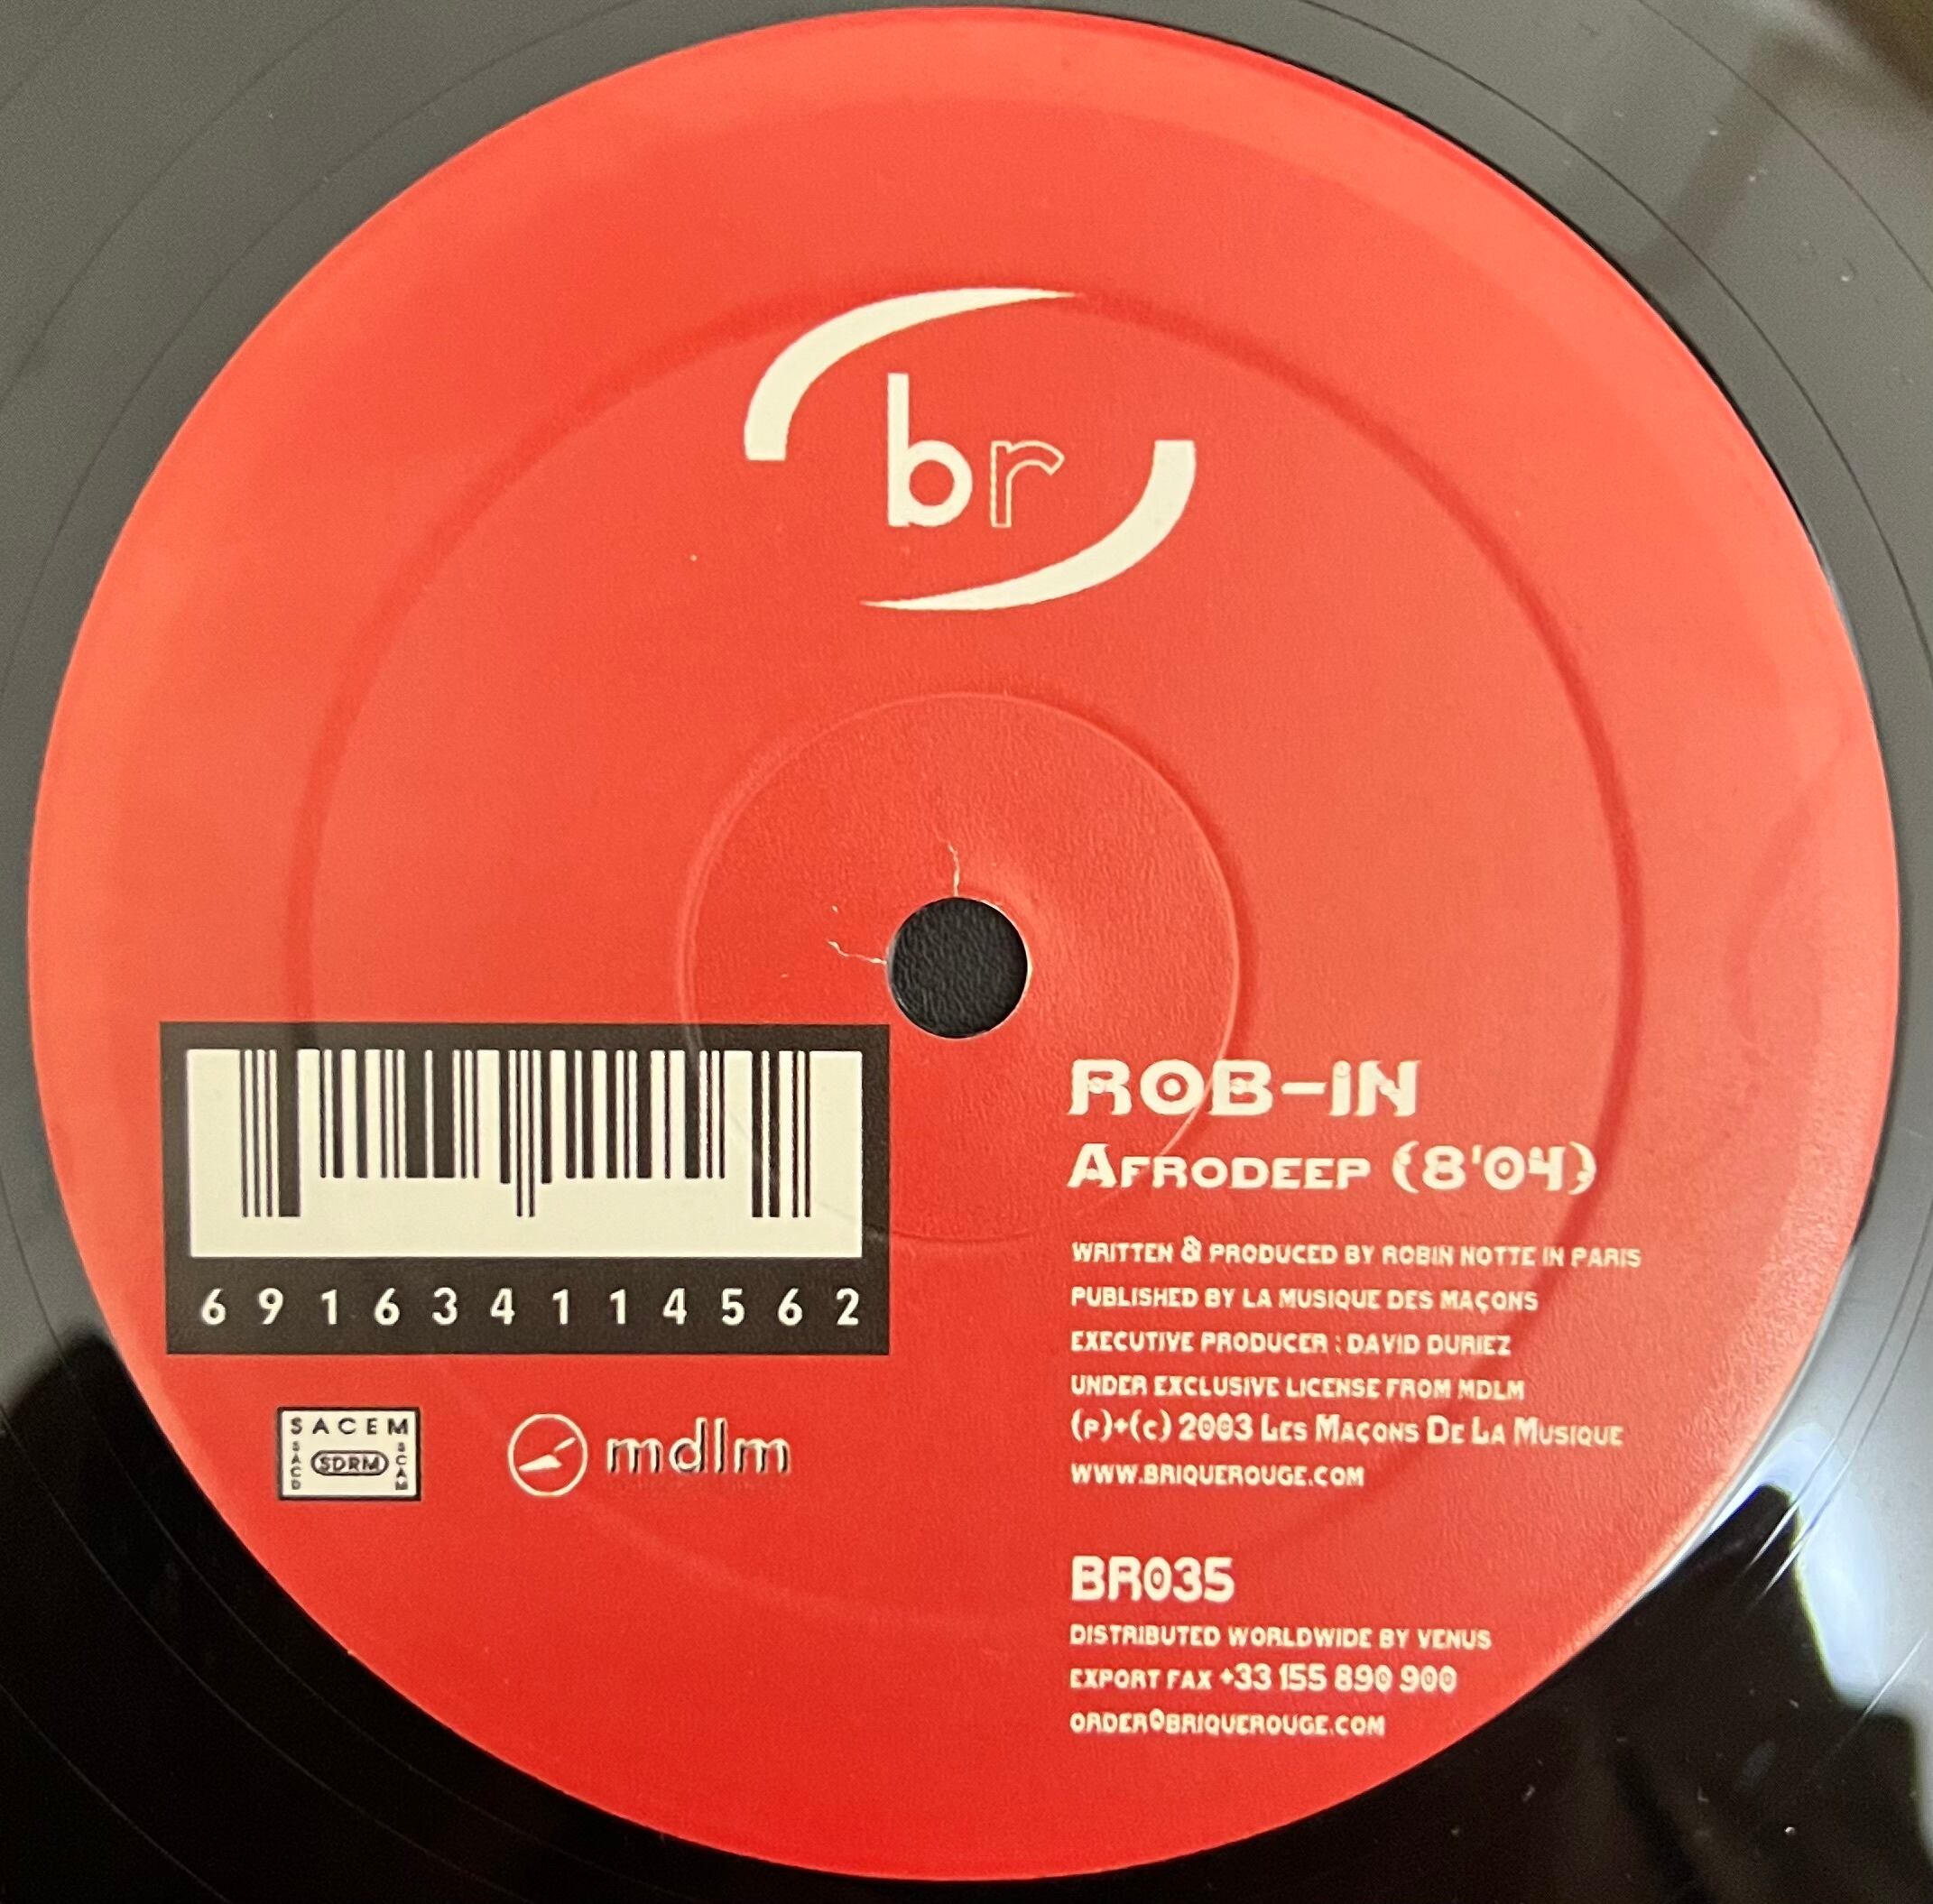 br
691634114562
SACEM
SACD
SDRM
SCAM
mdlm
ROB-IN
AFRODEEP (8'04)
WRITTEN & PRODUCED BY ROBIN NOTTE IN PARIS
PUBLISHED BY LA MUSIQUE DES MAÇONS
EXECUTIVE PRODUCER : DAVID DURIEZ
UNDER EXCLUSIVE LICENSE FROM MDLM
(P)+(C) 2003 LES MAÇONS DE LA MUSIQUE
WWW.BRIQUEROUGE.COM
BR035
DISTRIBUTED WORLDWIDE BY VENUS
EXPORT FAX +33 155 890 900
ORDER@BRIQUEROUGE.COM